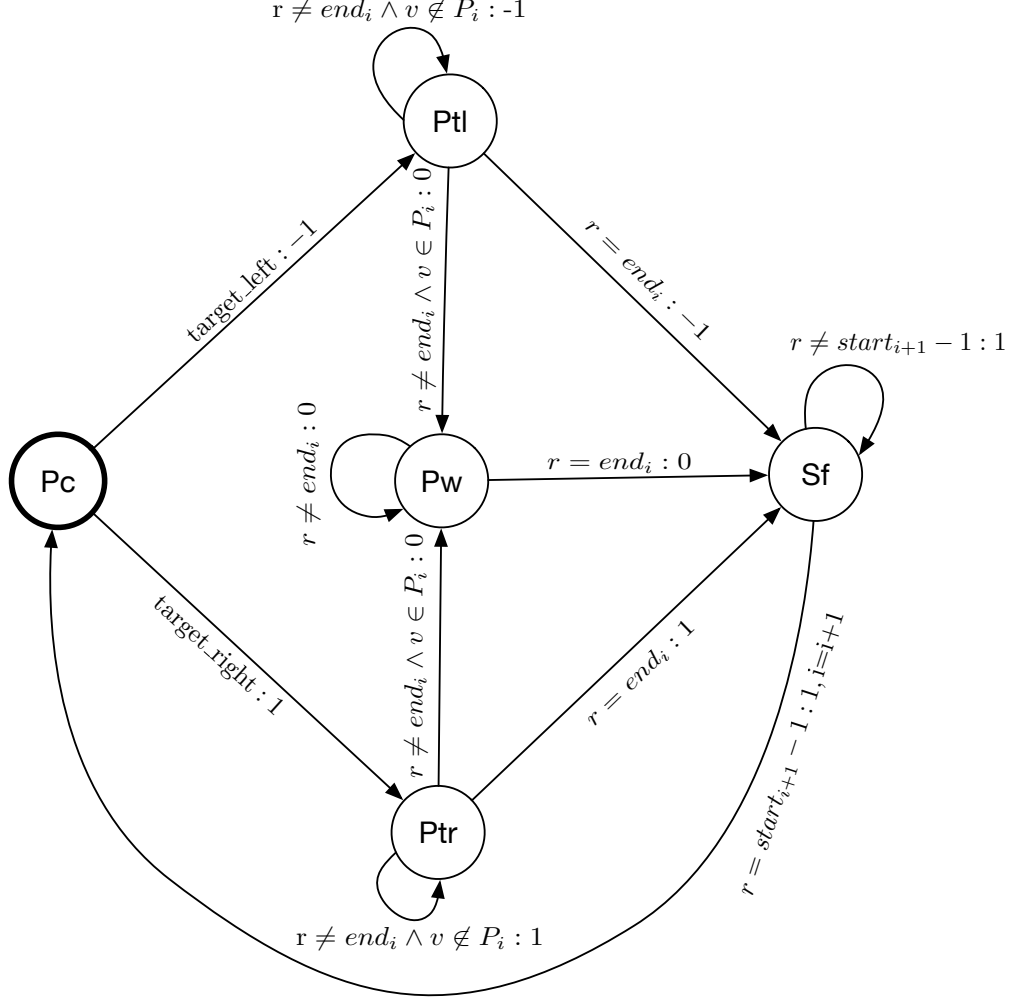 r ≠ end_i ∧ v ∉ P_i : -1
Ptl
target_left : −1
r ≠ end_i ∧ v ∈ P_i : 0
r = end_i : −1
r ≠ start_{i+1} − 1 : 1
r ≠ end_i : 0
Pc
Pw
r = end_i : 0
Sf
target_right : 1
r ≠ end_i ∧ v ∈ P_i : 0
r = end_i : 1
r = start_{i+1} − 1 : 1, i=i+1
Ptr
r ≠ end_i ∧ v ∉ P_i : 1